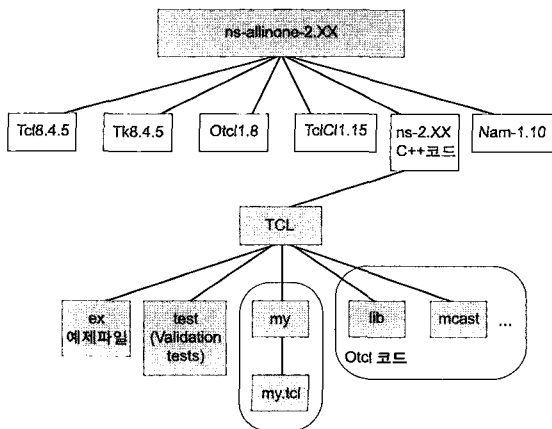 ns-allinone-2.XX
Tcl8.4.5
Tk8.4.5
Otcl1.8
TclCl1.15
ns-2.XX
C++코드
Nam-1.10
TCL
ex
예제파일
test
(Validation
tests)
my
lib
mcast
...
Otcl 코드
my.tcl